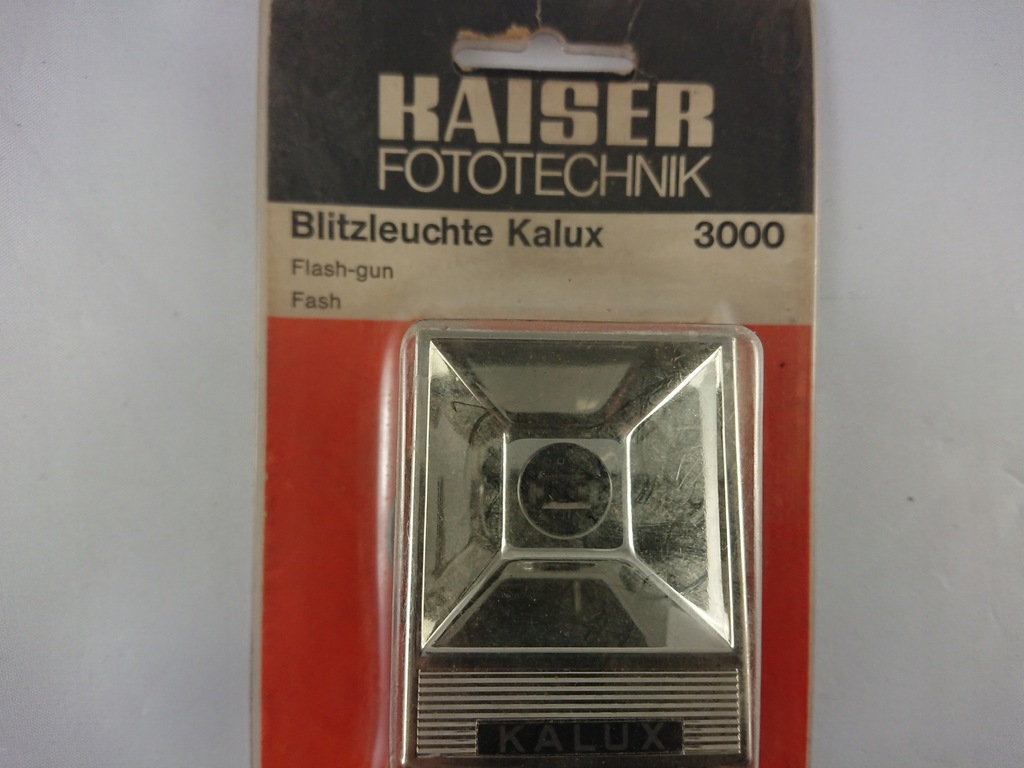 KAISER
FOTOTECHNIK
Blitzleuchte Kalux 3000
Flash-gun
Fash
KALUX